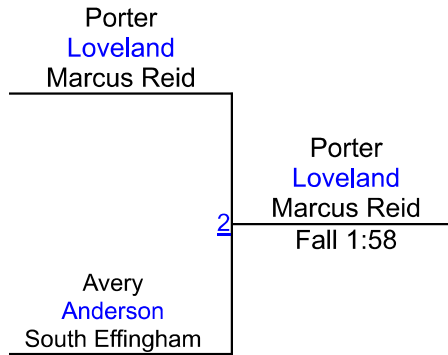 Porter
Loveland
Marcus Reid
Porter
Loveland
Marcus Reid
2
Fall 1:58
Avery
Anderson
South Effingham